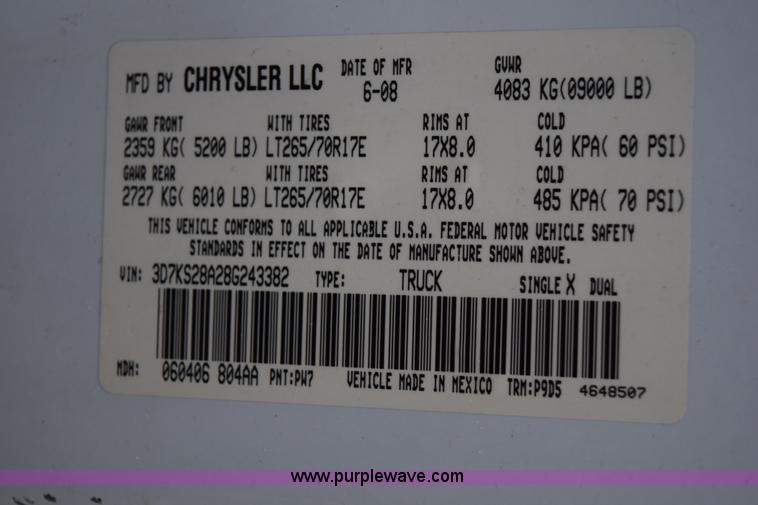 MFD BY CHRYSLER LLC DATE OF MFR 6-08 GVWR 4083 KG(09000 LB)
GAWR FRONT WITH TIRES RIMS AT COLD
2359 KG( 5200 LB) LT265/70R17E 17X8.0 410 KPA( 60 PSI)
GAWR REAR WITH TIRES RIMS AT COLD
2727 KG( 6010 LB) LT265/70R17E 17X8.0 485 KPA( 70 PSI)
THIS VEHICLE CONFORMS TO ALL APPLICABLE U.S.A. FEDERAL MOTOR VEHICLE SAFETY
STANDARDS IN EFFECT ON THE DATE OF MANUFACTURE SHOWN ABOVE.
VIN: 3D7KS28A28G243382 TYPE: TRUCK SINGLE X DUAL
MDH: 060406 804AA PNT:PW7 VEHICLE MADE IN MEXICO TRM:P9D5 4648507
www.purplewave.com